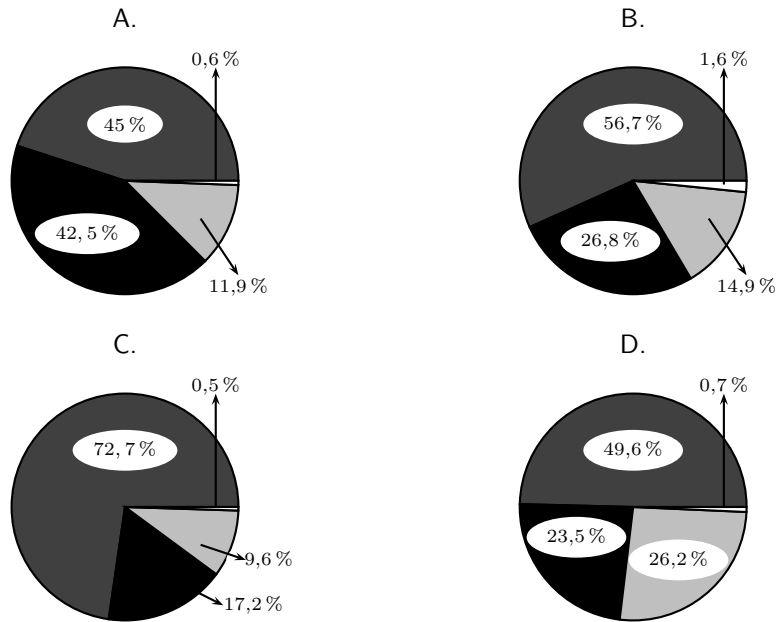 A.
0,6 %
45 %
42, 5 %
11,9 %
B.
1,6 %
56,7 %
26,8 %
14,9 %
C.
0,5 %
72, 7 %
9,6 %
17,2 %
D.
0,7 %
49,6 %
23,5 %
26,2 %